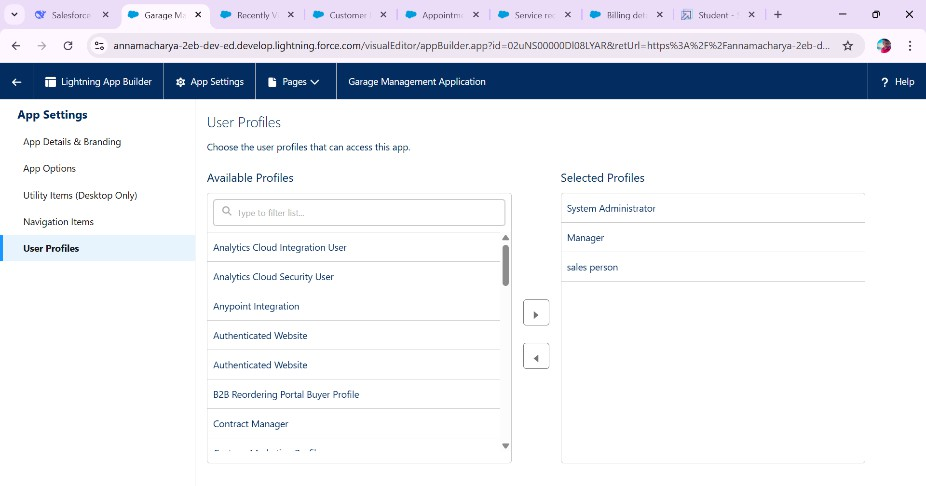 Salesforce
Garage Ma
Recently V
Customer
Appointme
Service re
Billing det
Student -
annamacharya-2eb-dev-ed.develop.lightning.force.com/visualEditor/appBuilder.app?id=02uNS00000Dl08LYAR&retUrl=https%3A%2F%2Fannamacharya-2eb-d...
Lightning App Builder
App Settings
Pages
Garage Management Application
? Help
App Settings
App Details & Branding
App Options
Utility Items (Desktop Only)
Navigation Items
User Profiles
User Profiles
Choose the user profiles that can access this app.
Available Profiles
Type to filter list...
Analytics Cloud Integration User
Analytics Cloud Security User
Anypoint Integration
Authenticated Website
Authenticated Website
B2B Reordering Portal Buyer Profile
Contract Manager
Selected Profiles
System Administrator
Manager
sales person